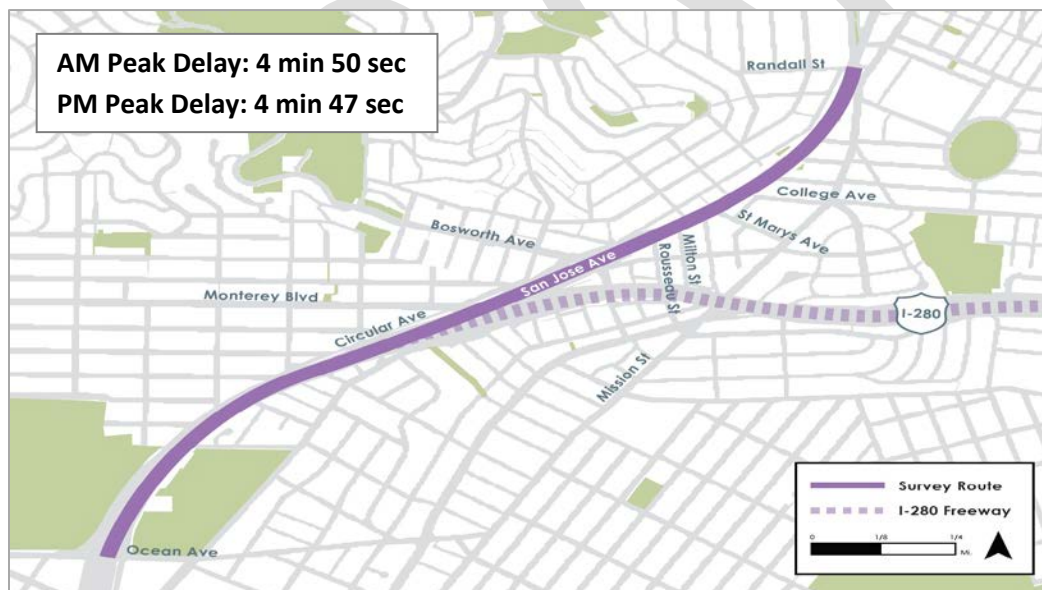 AM Peak Delay: 4 min 50 sec
PM Peak Delay: 4 min 47 sec
Randall St
College Ave
St Marys Ave
Bosworth Ave
Milton St
Rousseau St
San Jose Ave
Monterey Blvd
I-280
Circular Ave
Mission St
Ocean Ave
Survey Route
I-280 Freeway
0 1/8 1/4
Mi.